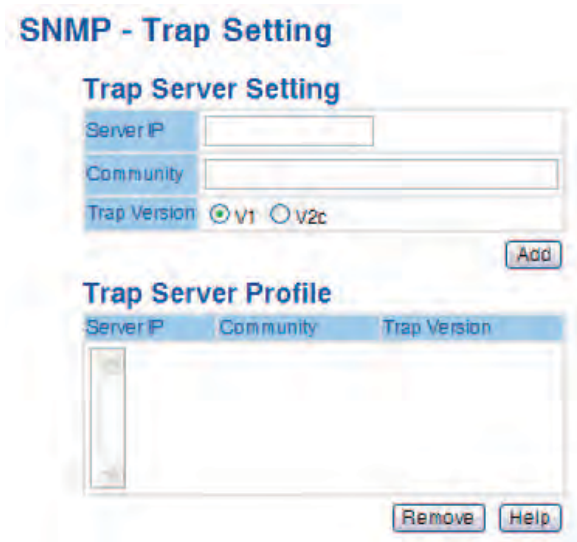 SNMP - Trap Setting
Trap Server Setting
Server IP
Community
Trap Version V1 V2c
Add
Trap Server Profile
Server IP Community Trap Version
Remove Help